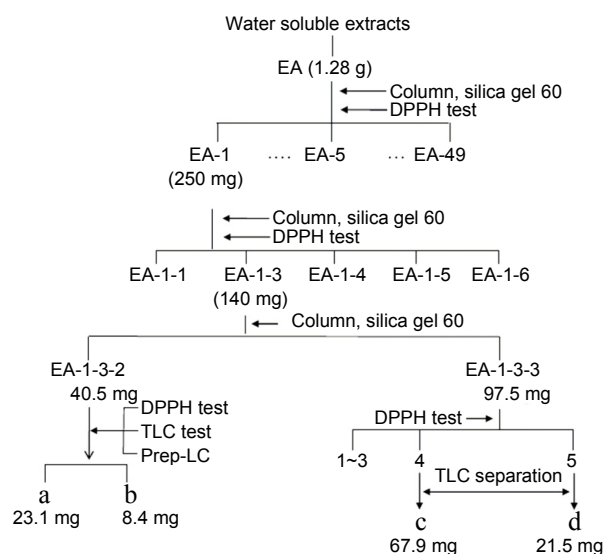 Water soluble extracts
EA (1.28 g)
Column, silica gel 60
DPPH test
EA-1 .... EA-5 ... EA-49
(250 mg)
Column, silica gel 60
DPPH test
EA-1-1 EA-1-3 EA-1-4 EA-1-5 EA-1-6
(140 mg)
Column, silica gel 60
EA-1-3-2 EA-1-3-3
40.5 mg 97.5 mg
DPPH test DPPH test
TLC test
Prep-LC
1~3 4 5
TLC separation
a b c d
23.1 mg 8.4 mg 67.9 mg 21.5 mg